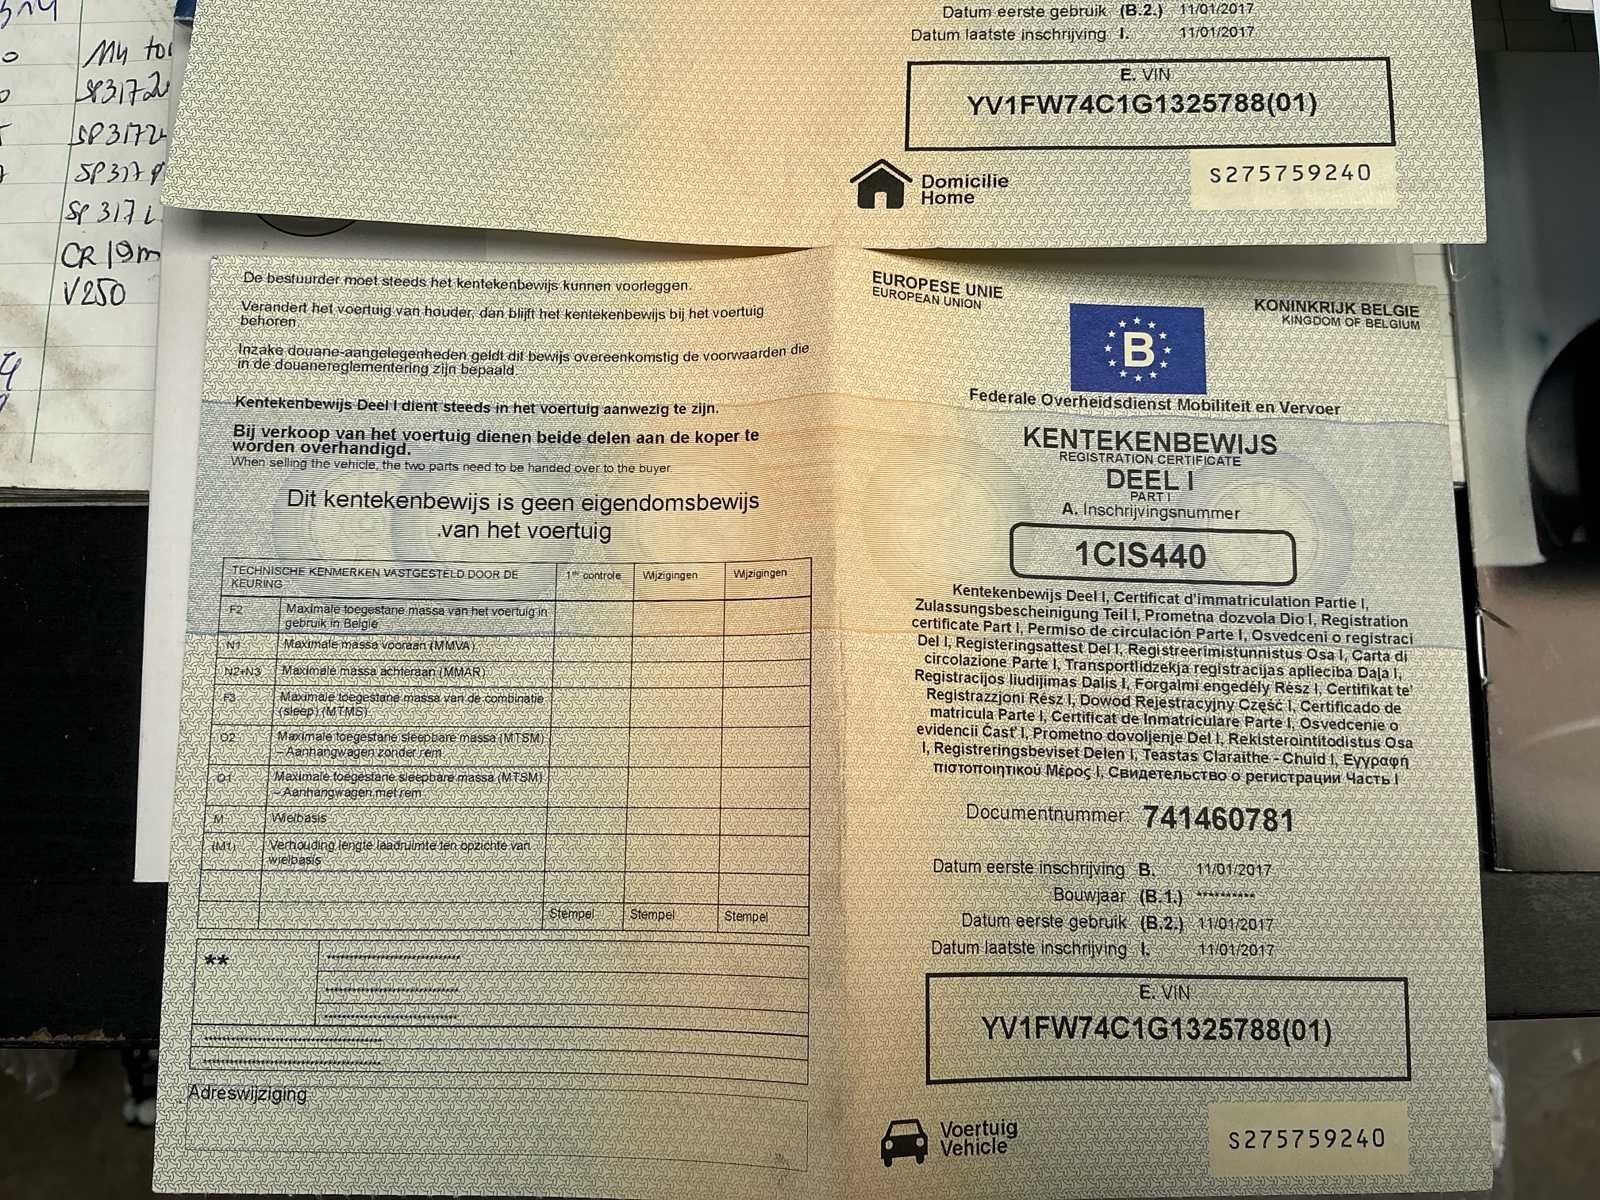 My
SP3172
SP3172
SP317
SP 317 L
CR 19m
V250
Datum eerste gebruik (B.2.) 11/01/2017
Datum laatste inschrijving I. 11/01/2017
E. VIN
YV1FW74C1G1325788(01)
Domicilie
Home
S275759240
De bestuurder moet steeds het kentekenbewijs kunnen voorleggen.
Verandert het voertuig van houder, dan blijft het kentekenbewijs bij het voertuig
behoren.
Inzake douane-aangelegenheden geldt dit bewijs overeenkomstig de voorwaarden die
in de douanereglementering zijn bepaald.
Kentekenbewijs Deel I dient steeds in het voertuig aanwezig te zijn.
Bij verkoop van het voertuig dienen beide delen aan de koper te
worden overhandigd.
When selling the vehicle, the two parts need to be handed over to the buyer.
Dit kentekenbewijs is geen eigendomsbewijs
.van het voertuig
TECHNISCHE KENMERKEN VASTGESTELD DOOR DE
KEURING
1ste controle
Wijzigingen
Wijzigingen
F2 Maximale toegestane massa van het voertuig in
gebruik in België
N1 Maximale massa vooraan (MMVA)
N2+N3 Maximale massa achteraan (MMAR)
F3 Maximale toegestane massa van de combinatie
(sleep) (MTMS)
O2 Maximale toegestane sleepbare massa (MTSM)
– Aanhangwagen zonder rem
O1 Maximale toegestane sleepbare massa (MTSM)
– Aanhangwagen met rem
M Wielbasis
(M1) Verhouding lengte laadruimte ten opzichte van
wielbasis
Stempel Stempel Stempel
**
Adreswijziging
EUROPESE UNIE
EUROPEAN UNION
KONINKRIJK BELGIE
KINGDOM OF BELGIUM
B
Federale Overheidsdienst Mobiliteit en Vervoer
KENTEKENBEWIJS
REGISTRATION CERTIFICATE
DEEL I
PART I
A. Inschrijvingsnummer
1CIS440
Kentekenbewijs Deel I, Certificat d'immatriculation Partie I,
Zulassungsbescheinigung Teil I, Prometna dozvola Dio I, Registration
certificate Part I, Permiso de circulación Parte I, Osvedceni o registraci
Del I, Registeringsattest Del I, Registreerimistunnistus Osa I, Carta di
circolazione Parte I, Transportlidzekja registracijas aplieciba Daļa I,
Registracijos liudijimas Dalis I, Forgalmi engedély Rész I, Certifikat te'
Registrazzjoni Rész I, Dowód Rejestracyjny Część I, Certificado de
matricula Parte I, Certificat de Inmatriculare Parte I, Osvedcenie o
evidencii Časť I, Prometno dovoljenje Del I, Rekisterointitodistus Osa
I, Registreringsbeviset Delen I, Teastas Claraithe - Chuid I, Εγγραφή
πιστοποιητικού Μέρος I, Свидетельство о регистрации Часть I
Documentnummer: 741460781
Datum eerste inschrijving B. 11/01/2017
Bouwjaar (B.1.) **********
Datum eerste gebruik (B.2.) 11/01/2017
Datum laatste inschrijving I. 11/01/2017
E. VIN
YV1FW74C1G1325788(01)
Voertuig
Vehicle
S275759240